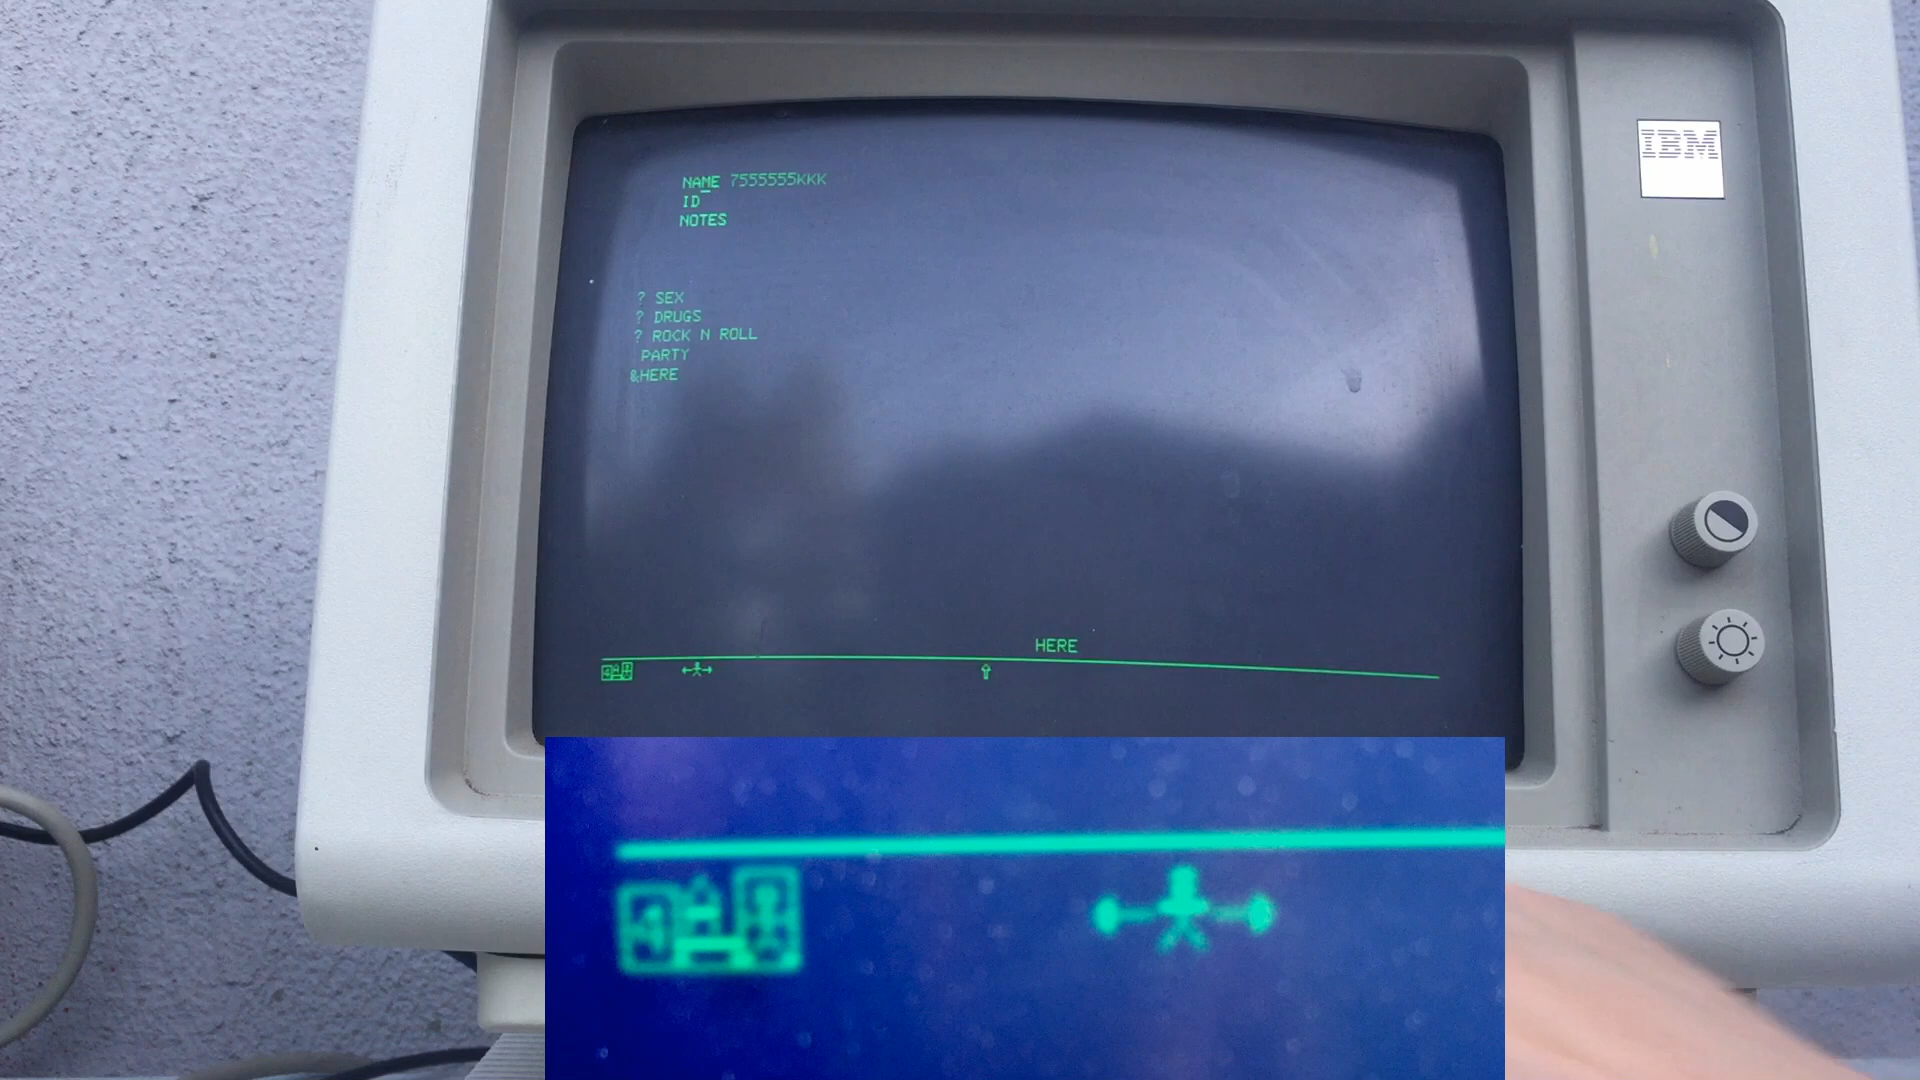 IBM
NAME 7555555KKK
ID
NOTES
? SEX
? DRUGS
? ROCK N ROLL
PARTY
&HERE
HERE